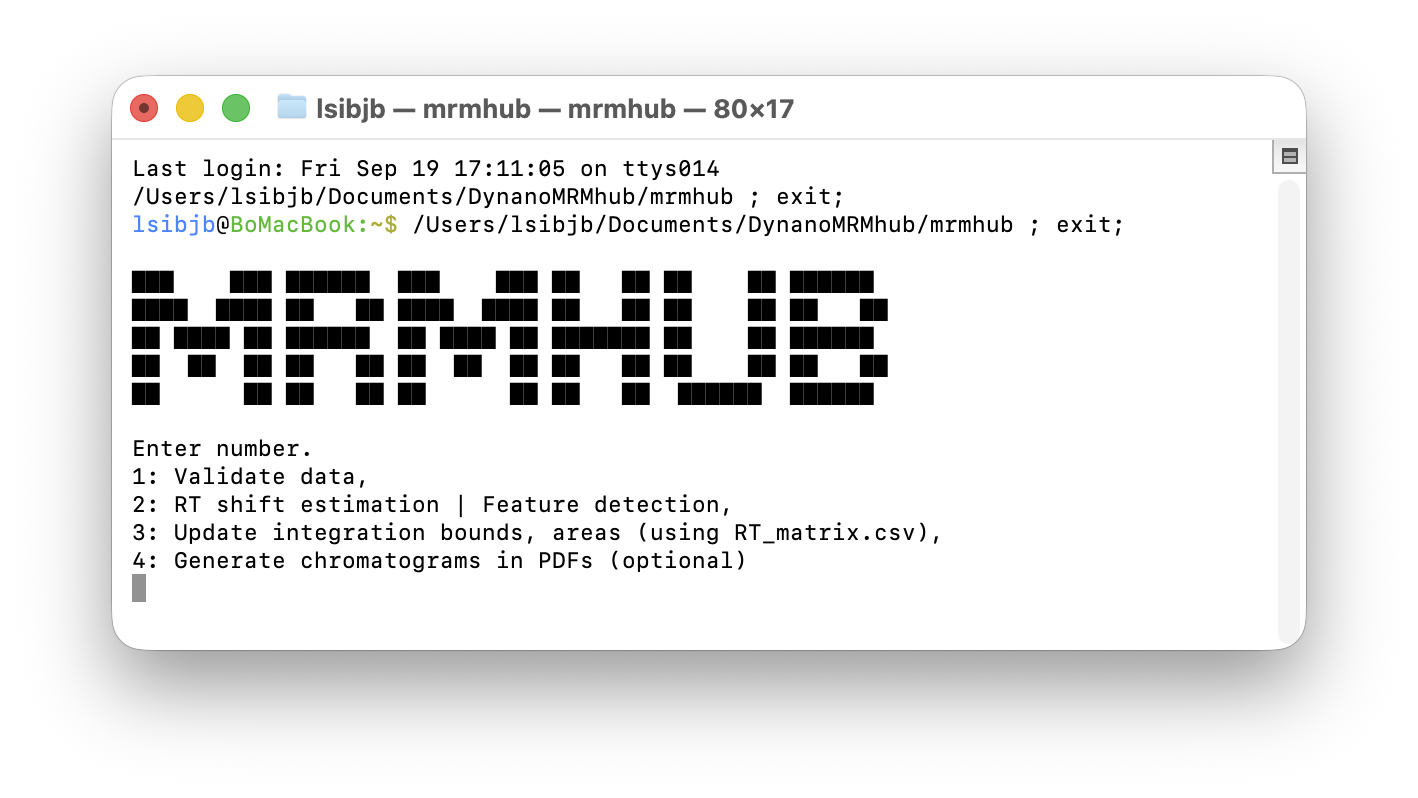 lsibjb — mrmhub — mrmhub — 80×17
Last login: Fri Sep 19 17:11:05 on ttys014
/Users/lsibjb/Documents/DynanoMRMhub/mrmhub ; exit;
lsibjb@BoMacBook:~$ /Users/lsibjb/Documents/DynanoMRMhub/mrmhub ; exit;
MRMHUB
Enter number.
1: Validate data,
2: RT shift estimation | Feature detection,
3: Update integration bounds, areas (using RT_matrix.csv),
4: Generate chromatograms in PDFs (optional)